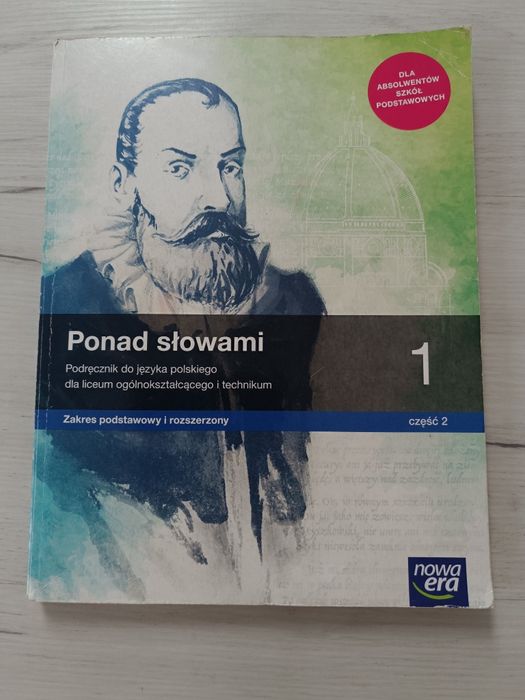 DLA
ABSOLWENTÓW
SZKÓŁ
PODSTAWOWYCH
Ponad słowami
1
Podręcznik do języka polskiego
dla liceum ogólnokształcącego i technikum
Zakres podstawowy i rozszerzony
część 2
nowa
era